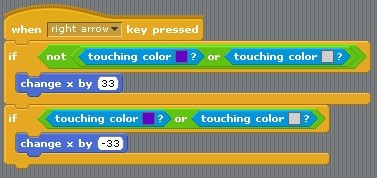 when right arrow key pressed
if not touching color ? or touching color ?
change x by 33
if touching color ? or touching color ?
change x by -33